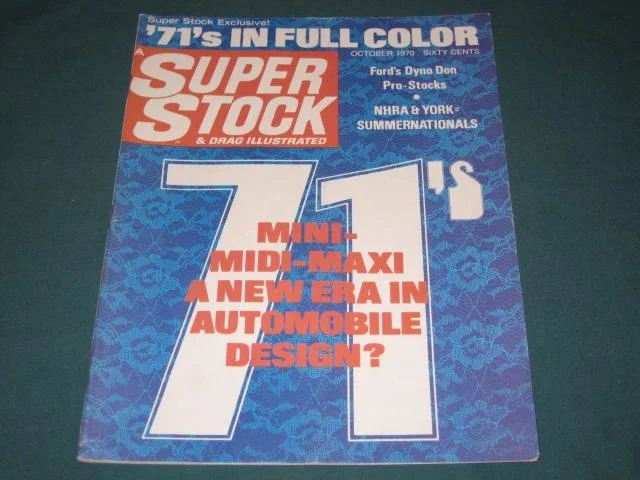 Super Stock Exclusive!
'71's IN FULL COLOR
OCTOBER 1970 SIXTY CENTS
SUPER
STOCK
& DRAG ILLUSTRATED
Ford's Dyno Don
Pro-Stocks
•
NHRA & YORK=
SUMMERNATIONALS
71's
MINI-
MIDI-MAXI
A NEW ERA IN
AUTOMOBILE
DESIGN?